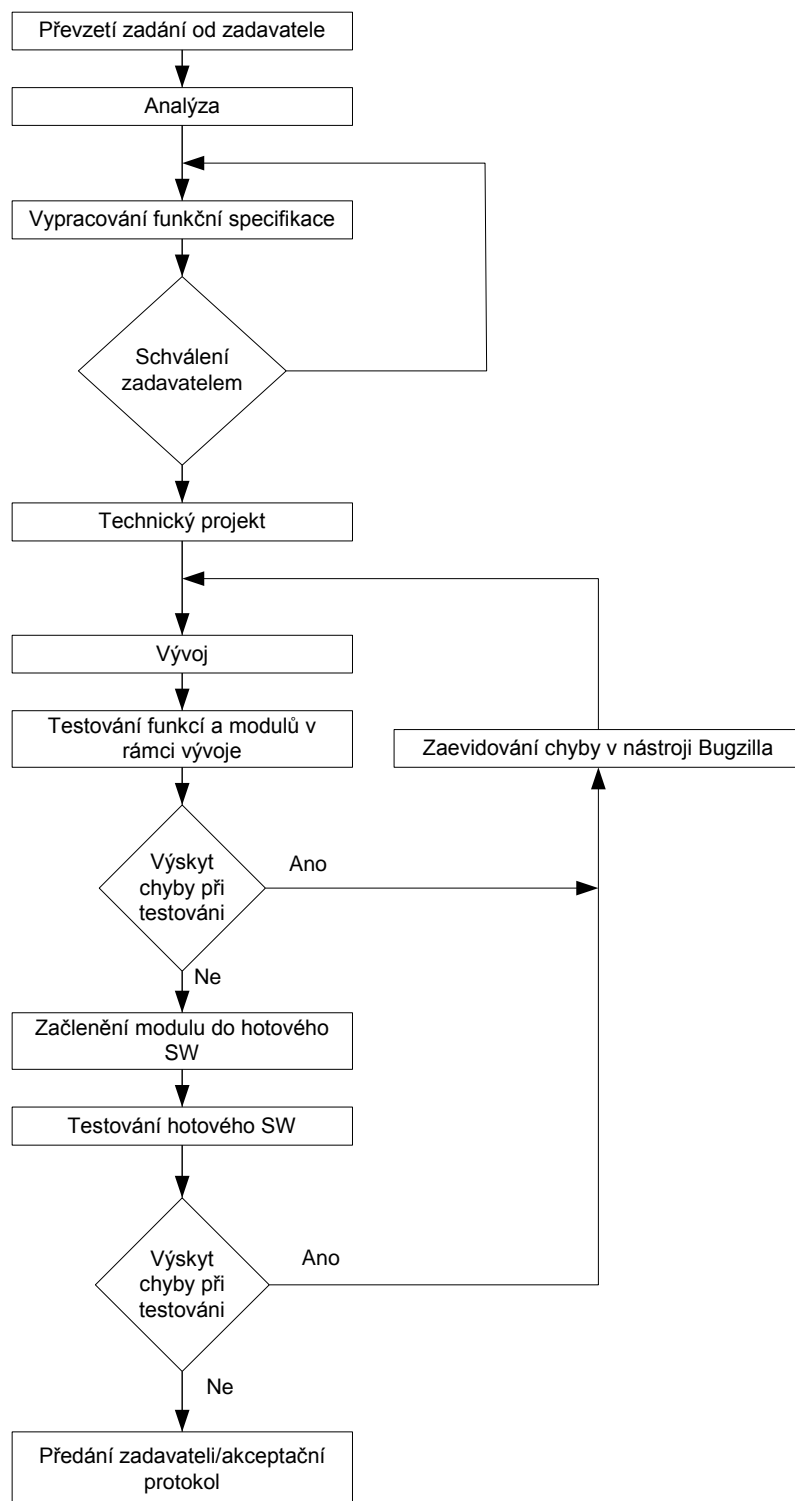 Převzetí zadání od zadavatele
Analýza
Vypracování funkční specifikace
Schválení
zadavatelem
Technický projekt
Vývoj
Testování funkcí a modulů v
rámci vývoje
Zaevidování chyby v nástroji Bugzilla
Výskyt
chyby při
testováni
Ano
Ne
Začlenění modulu do hotového
SW
Testování hotového SW
Výskyt
chyby při
testováni
Ano
Ne
Předání zadavateli/akceptační
protokol